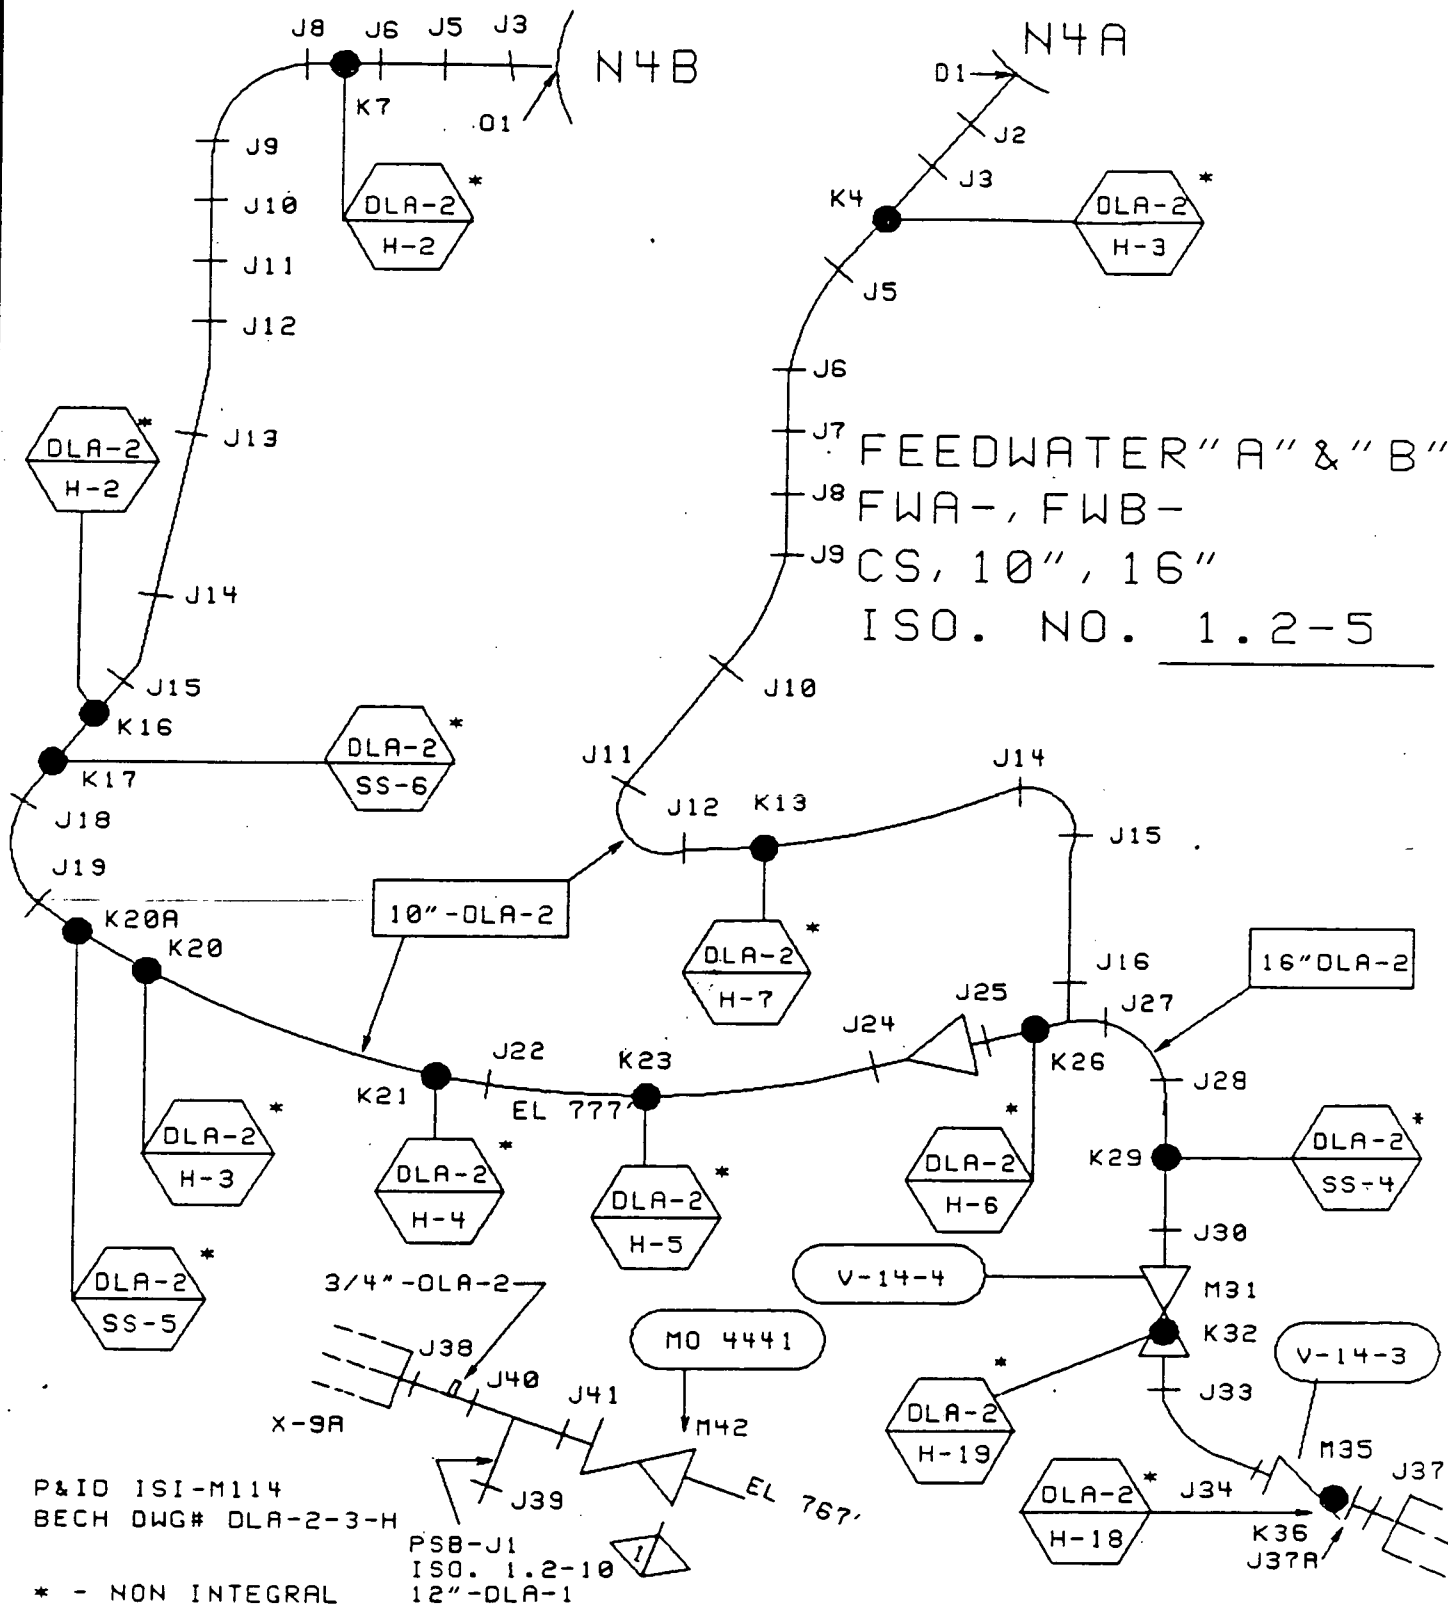 J8
J6
J5
J3
N4B
N4A
01
D1
K7
J2
J9
J3
DLA-2
H-2
*
K4
DLA-2
H-3
*
J10
J11
J5
J12
J6
DLA-2
H-2
*
J13
J7
FEEDWATER"A"&"B"
J8
FWA-, FWB-
J9
CS, 10", 16"
J14
ISO. NO. 1.2-5
J15
J10
K16
DLA-2
SS-6
*
K17
J11
J14
J18
J12
K13
J15
J19
K20A
10"-DLA-2
K20
DLA-2
H-7
*
J16
16"DLA-2
J25
J27
J24
J22
K23
K26
K21
EL 777'
J28
DLA-2
H-3
*
DLA-2
H-4
*
DLA-2
H-5
*
DLA-2
H-6
*
K29
DLA-2
SS-4
*
J30
DLA-2
SS-5
*
3/4"-DLA-2
V-14-4
M31
MO 4441
K32
V-14-3
J38
J40
J41
*
DLA-2
H-19
J33
X-9A
M42
M35
J37
P&ID ISI-M114
J39
EL 767'
DLA-2
H-18
*
J34
BECH DWG# DLA-2-3-H
K36
PSB-J1
J37A
ISO. 1.2-10
1
* - NON INTEGRAL
12"-DLA-1